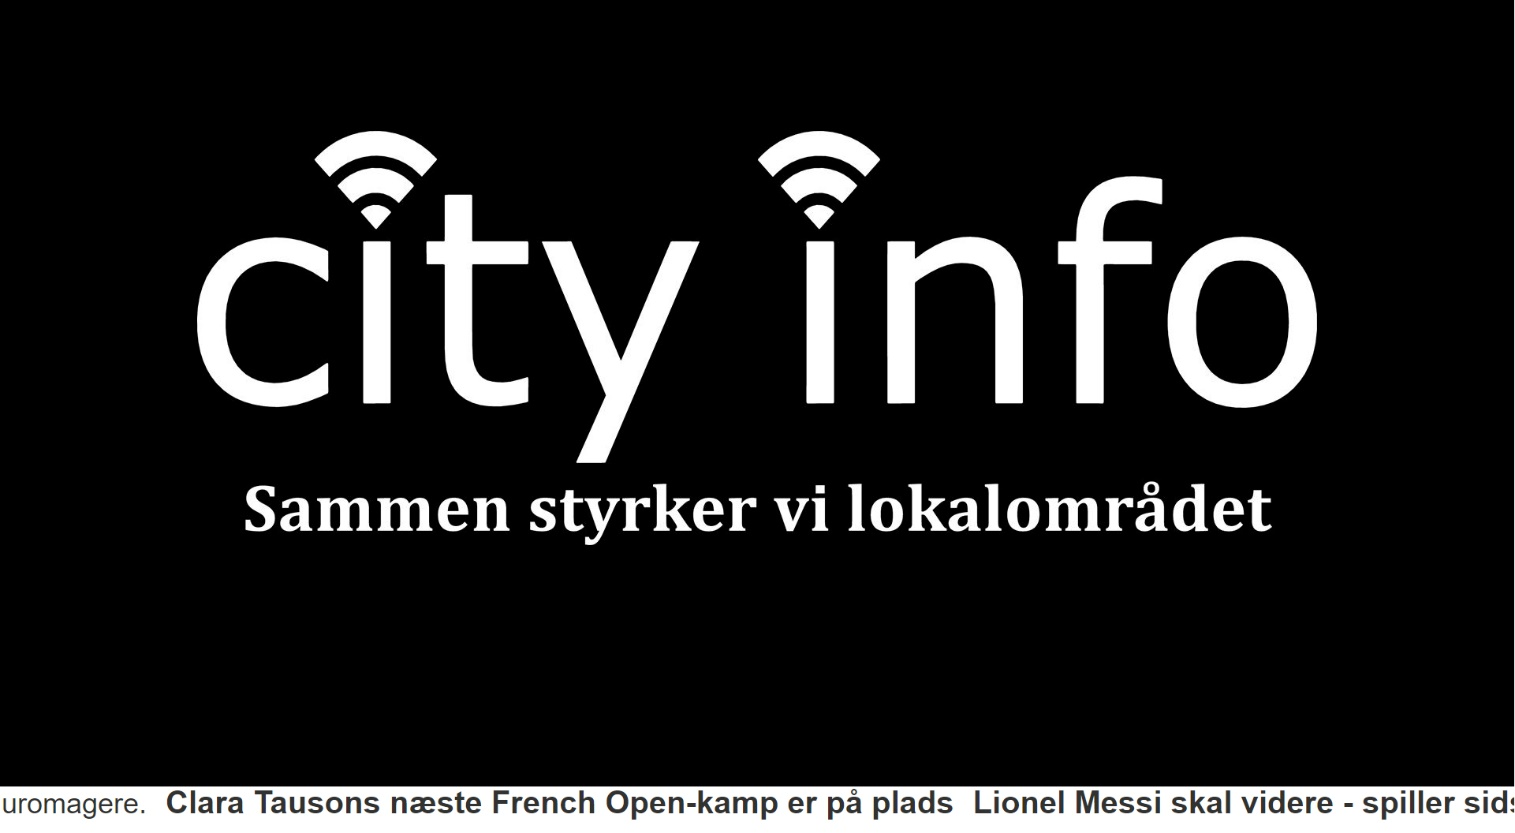 city info
Sammen styrker vi lokalområdet
uromagere. Clara Tausons næste French Open-kamp er på plads Lionel Messi skal videre - spiller